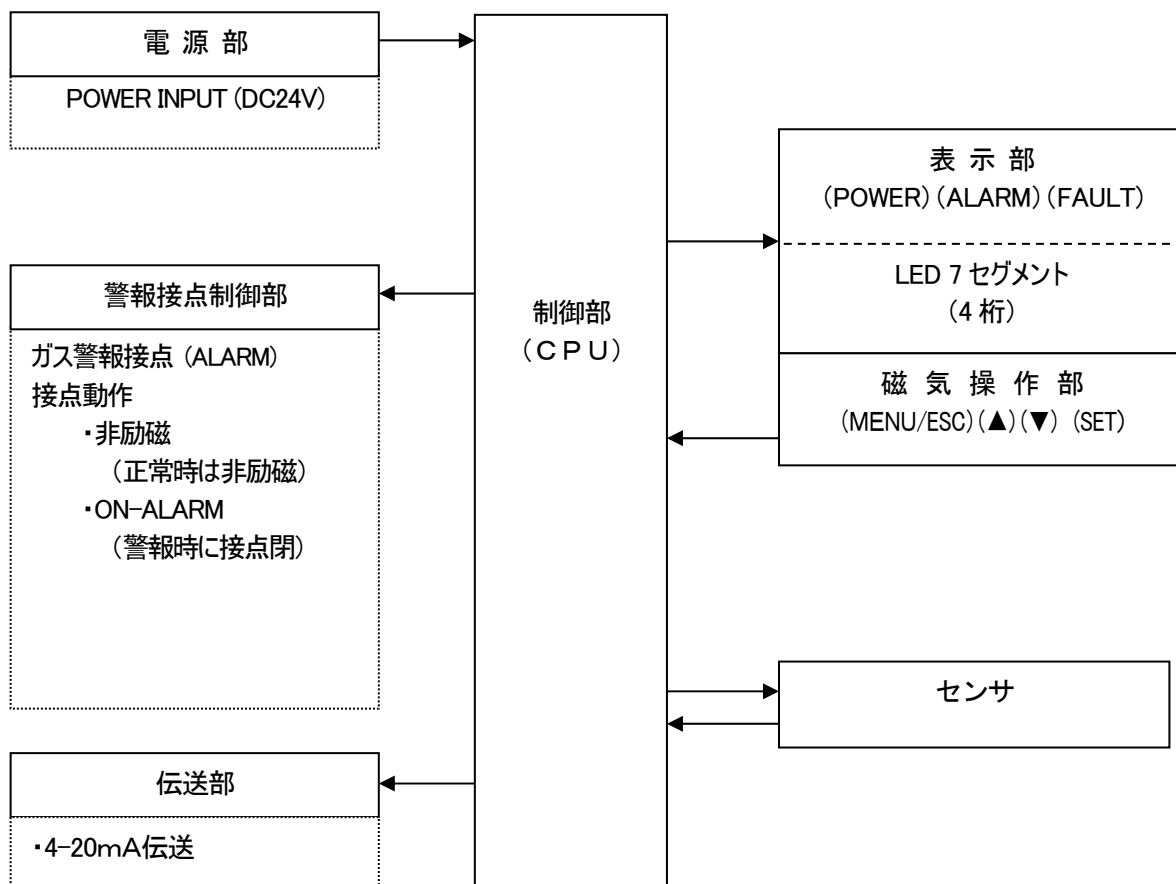 電 源 部
POWER INPUT (DC24V)
警報接点制御部
ガス警報接点 (ALARM)
接点動作
・非励磁
（正常時は非励磁）
・ON-ALARM
（警報時に接点閉）
伝送部
・4-20mA伝送
制御部
（ＣＰＵ）
表 示 部
（POWER）（ALARM）（FAULT）
LED 7 セグメント
（4 桁）
磁 気 操 作 部
(MENU/ESC)(▲)(▼) (SET)
センサ